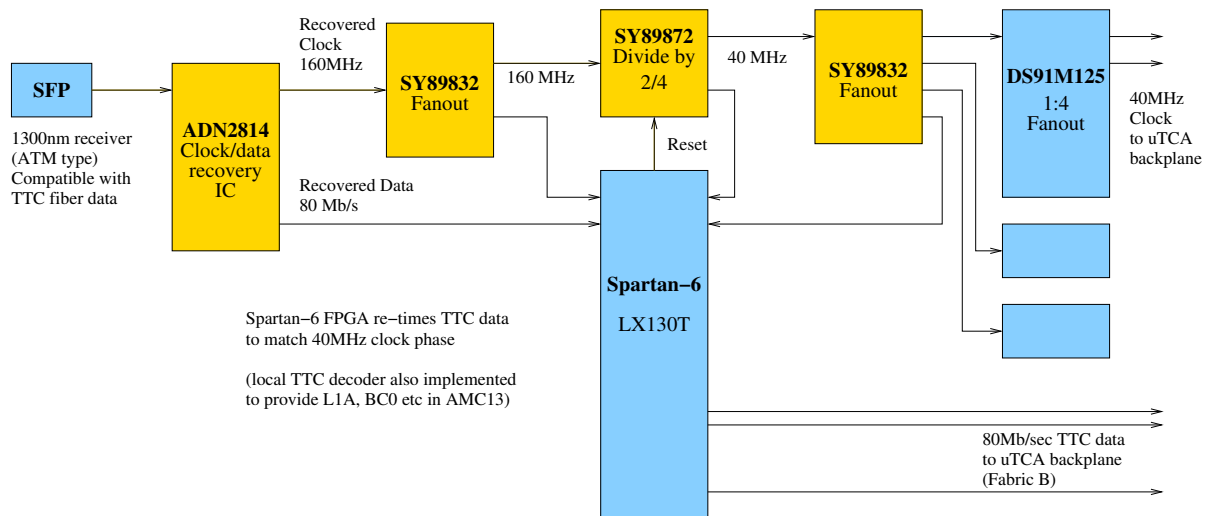 SFP
1300nm receiver
(ATM type)
Compatible with
TTC fiber data
ADN2814
Clock/data
recovery
IC
Recovered
Clock
160MHz
Recovered Data
80 Mb/s
SY89832
Fanout
160 MHz
SY89872
Divide by
2/4
Reset
40 MHz
SY89832
Fanout
DS91M125
1:4
Fanout
40MHz
Clock
to uTCA
backplane
Spartan−6
LX130T
Spartan−6 FPGA re−times TTC data
to match 40MHz clock phase
(local TTC decoder also implemented
to provide L1A, BC0 etc in AMC13)
80Mb/sec TTC data
to uTCA backplane
(Fabric B)